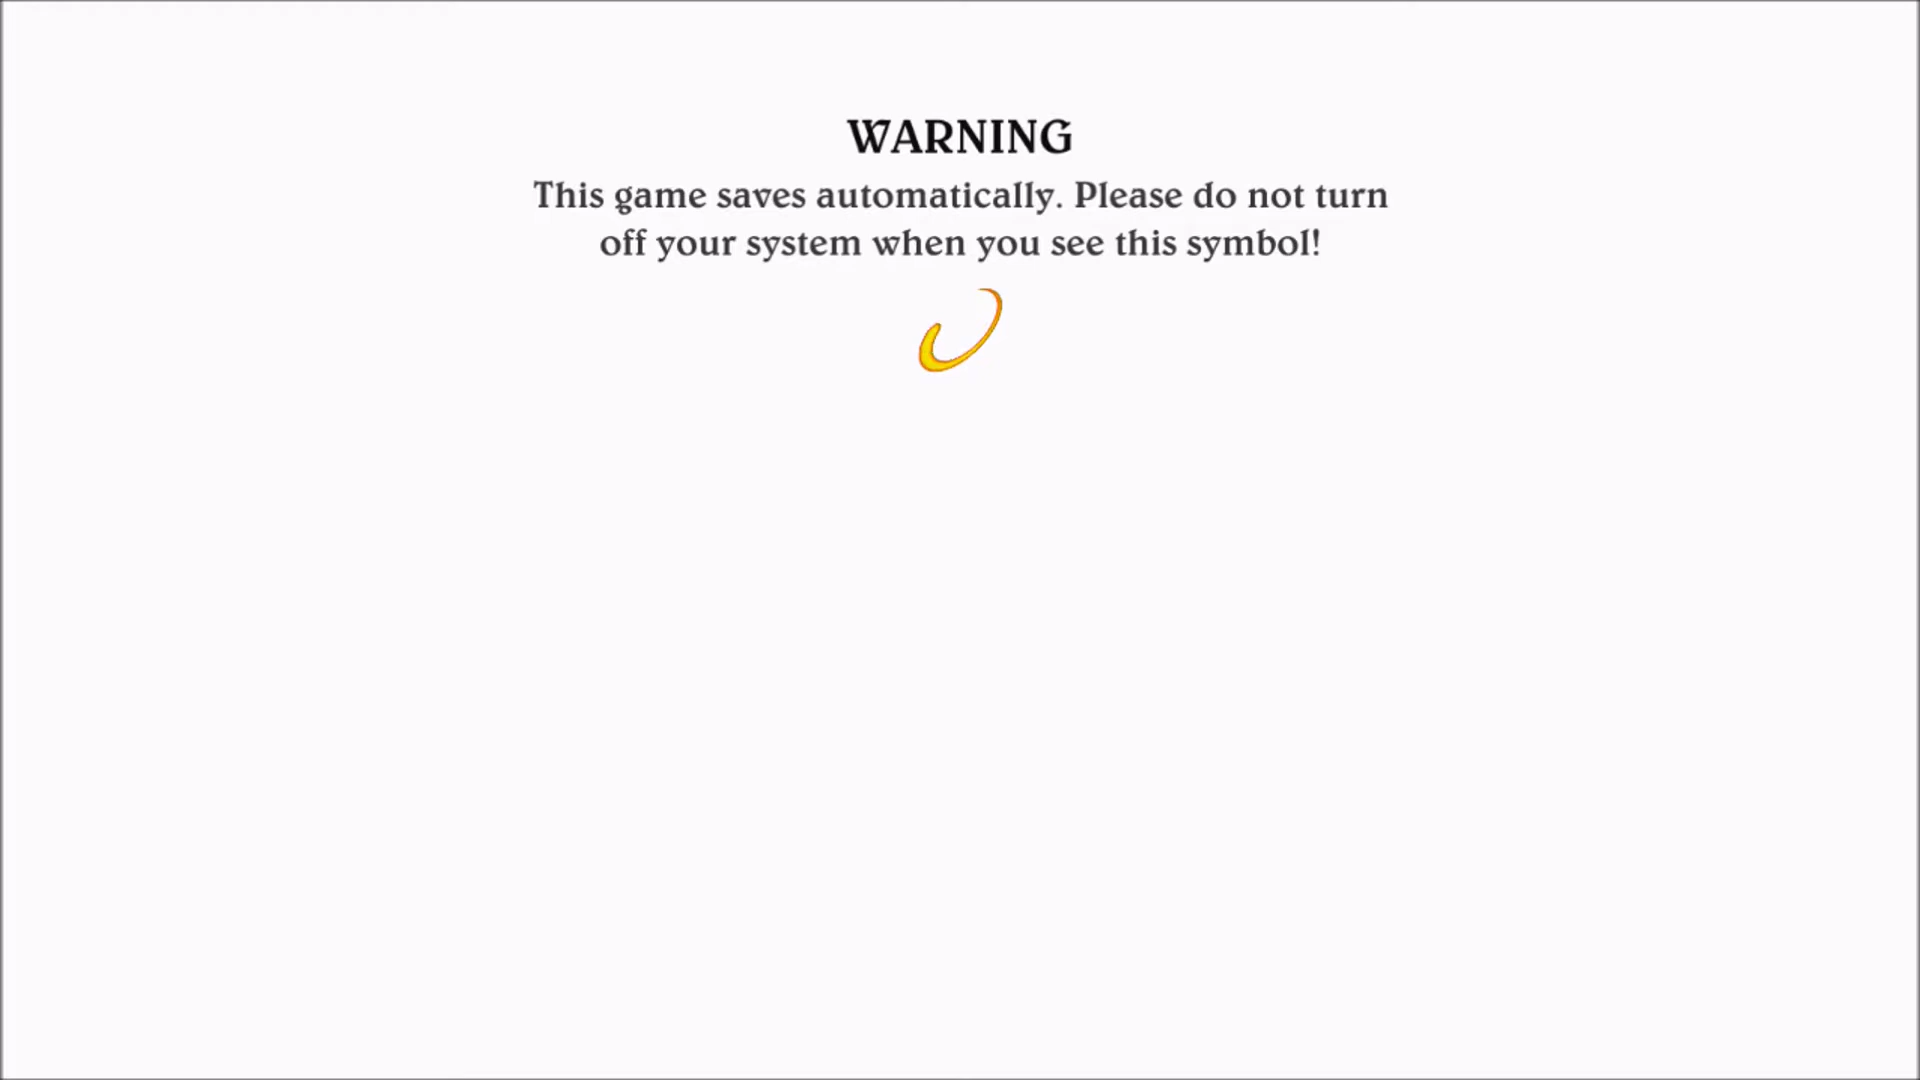 WARNING
This game saves automatically. Please do not turn
off your system when you see this symbol!